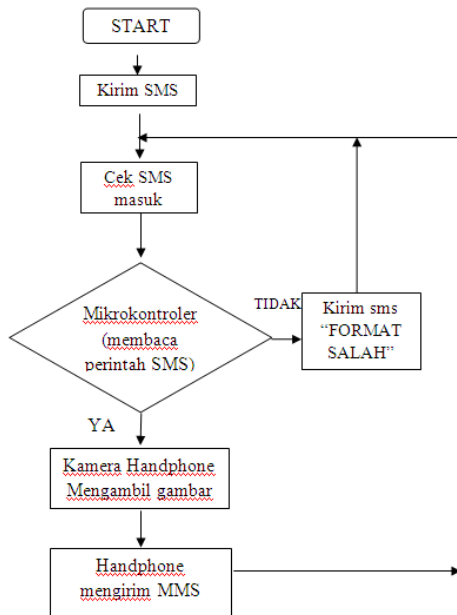 START
Kirim SMS
Cek SMS
masuk
Mikrokontroler
(membaca
perintah SMS)
TIDAK
Kirim sms
“FORMAT
SALAH”
YA
Kamera Handphone
Mengambil gambar
Handphone
mengirim MMS